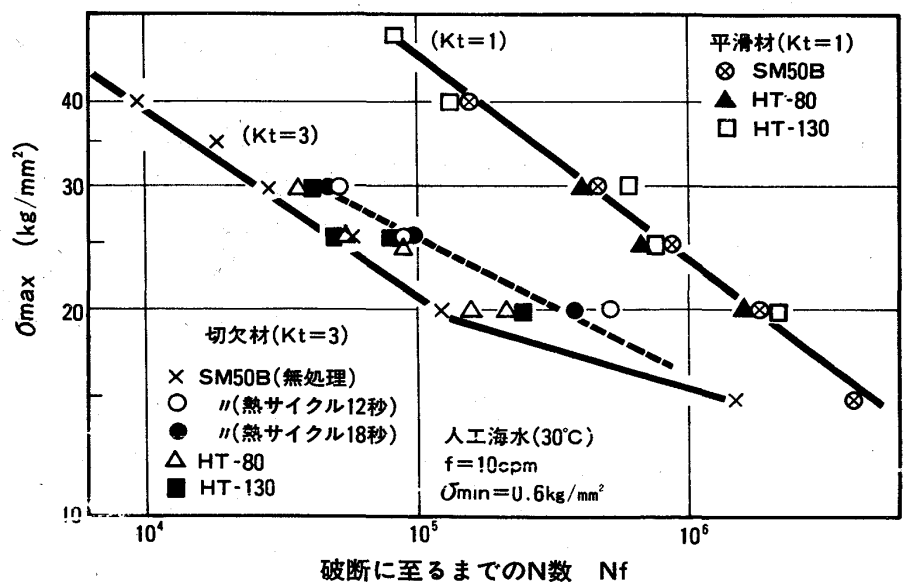 (Kt=1)
平滑材(Kt=1)
⊗ SM50B
▲ HT-80
□ HT-130
(Kt=3)
40
30
20
10
σmax (kg/mm²)
切欠材(Kt=3)
× SM50B(無処理)
○ 〃(熱サイクル12秒)
● 〃(熱サイクル18秒)
△ HT-80
■ HT-130
人工海水(30℃)
f=10cpm
σmin=0.6kg/mm²
10⁴ 10⁵ 10⁶
破断に至るまでのN数 Nf